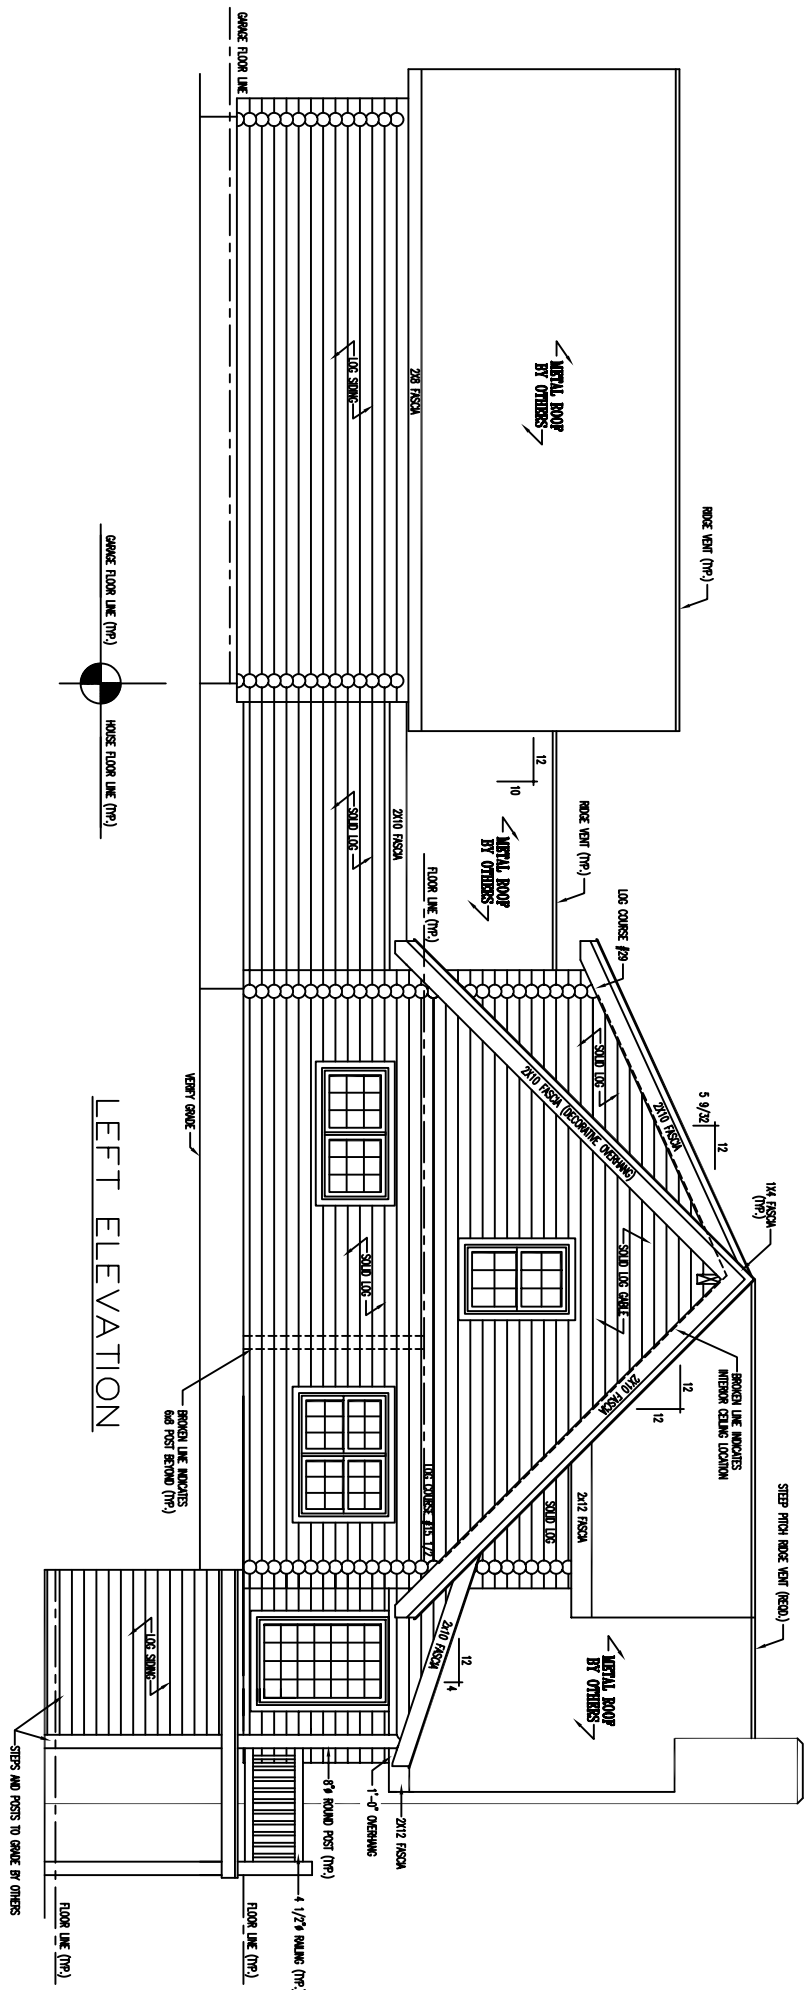 STEEP PITCH RIDGE VENT (REQD.)
1X4 FASCIA
(TYP.)
RIDGE VENT (TYP.)
BROKEN LINE INDICATES
INTERIOR CEILING LOCATION
12
5 9/32
2X10 FASCIA
LOG COURSE #29
SOLID LOG
SOLID LOG GABLE
12
12
2X10 FASCIA
2x12 FASCIA
SOLID LOG
METAL ROOF
BY OTHERS
RIDGE VENT (TYP.)
METAL ROOF
BY OTHERS
12
10
METAL ROOF
BY OTHERS
2X10 FASCIA (DECORATIVE OVERHANG)
12
4
2x10 FASCIA
FLOOR LINE (TYP.)
LOG COURSE #15 1/2
2X8 FASCIA
2X10 FASCIA
2X12 FASCIA
1'-0" OVERHANG
LOG SIDING
SOLID LOG
SOLID LOG
8"ø ROUND POST (TYP.)
4 1/2"ø RAILING (TYP.)
GARAGE FLOOR LINE
FLOOR LINE (TYP.)
VERIFY GRADE
BROKEN LINE INDICATES
6x8 POST BEYOND (TYP.)
LOG SIDING
GARAGE FLOOR LINE (TYP.)
HOUSE FLOOR LINE (TYP.)
LEFT ELEVATION
FLOOR LINE (TYP.)
STEPS AND POSTS TO GRADE BY OTHERS